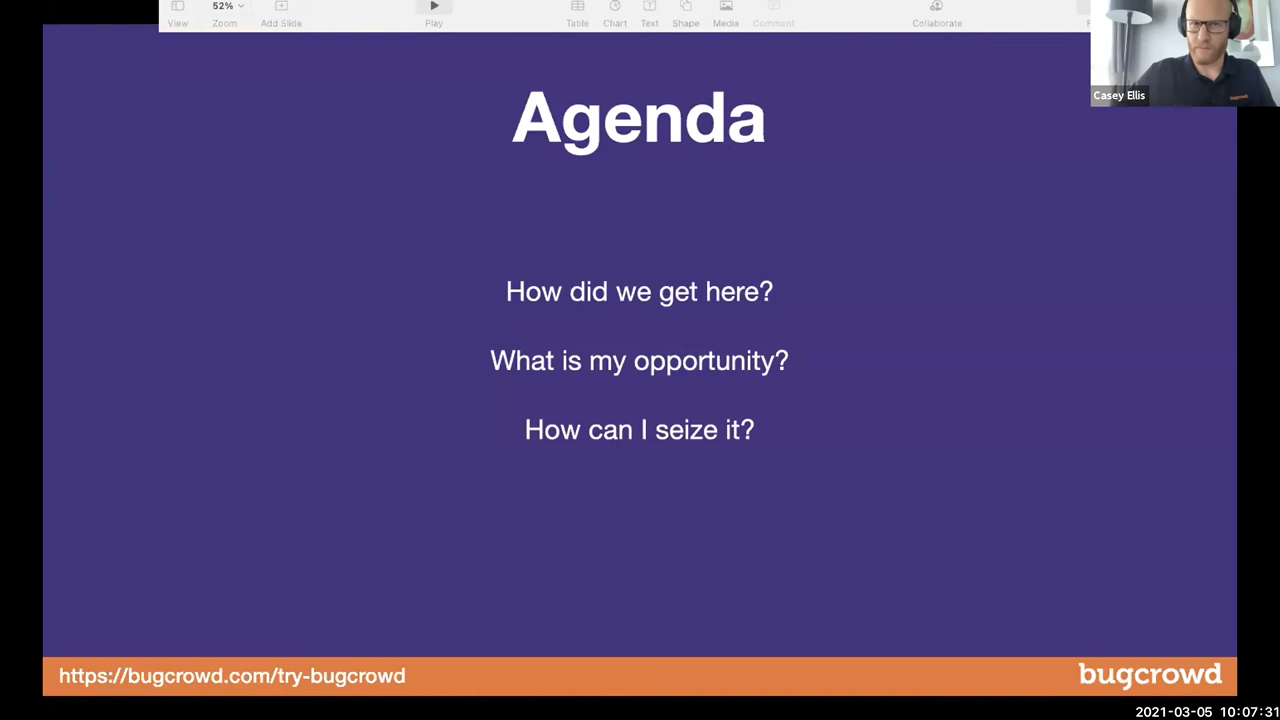 52%
View
Zoom
Add Slide
Play
Table
Chart
Text
Shape
Media
Comment
Collaborate
Casey Ellis
Agenda
How did we get here?
What is my opportunity?
How can I seize it?
https://bugcrowd.com/try-bugcrowd
bugcrowd
2021-03-05 10:07:31